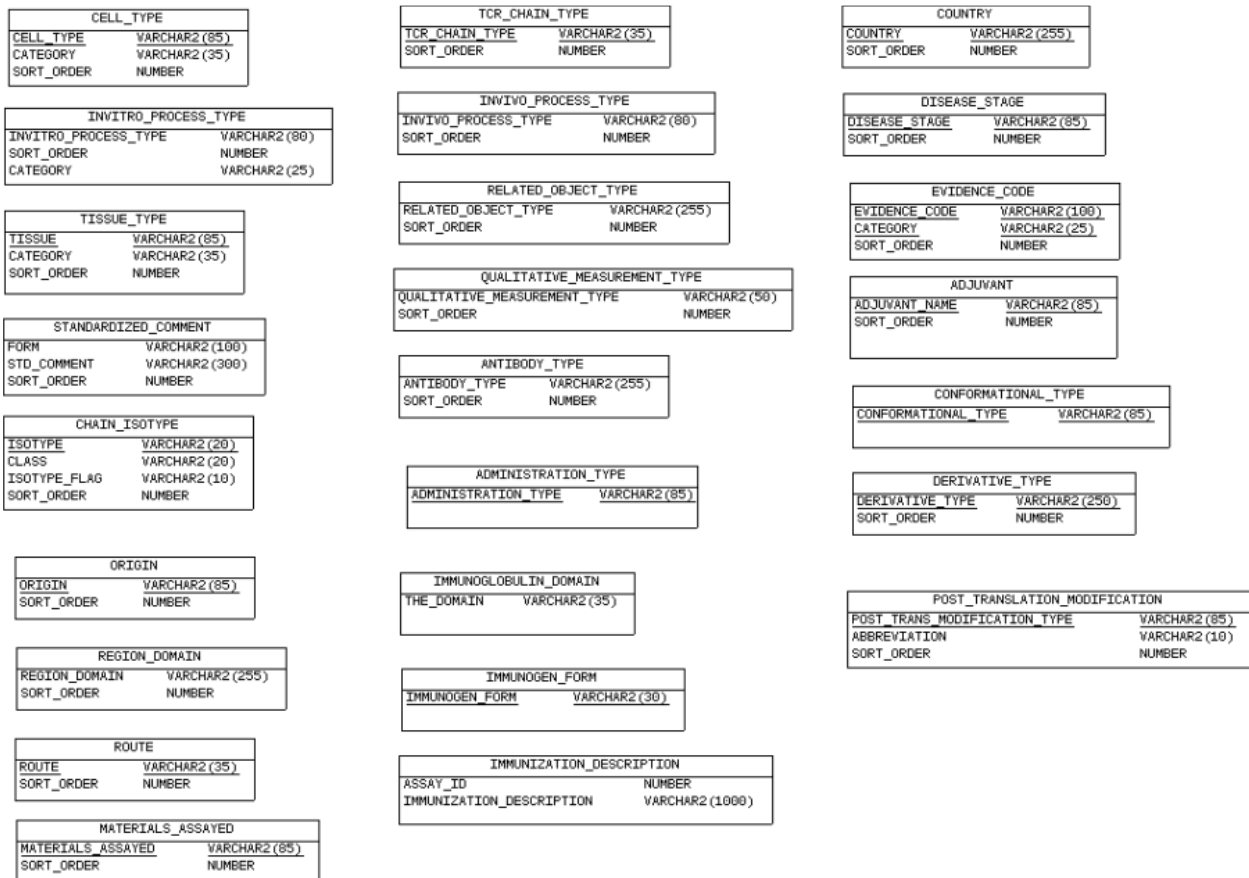 CELL_TYPE
CELL_TYPE VARCHAR2(85)
CATEGORY VARCHAR2(35)
SORT_ORDER NUMBER
INVITRO_PROCESS_TYPE
INVITRO_PROCESS_TYPE VARCHAR2(80)
SORT_ORDER NUMBER
CATEGORY VARCHAR2(25)
TISSUE_TYPE
TISSUE VARCHAR2(85)
CATEGORY VARCHAR2(35)
SORT_ORDER NUMBER
STANDARDIZED_COMMENT
FORM VARCHAR2(100)
STD_COMMENT VARCHAR2(300)
SORT_ORDER NUMBER
CHAIN_ISOTYPE
ISOTYPE VARCHAR2(20)
CLASS VARCHAR2(20)
ISOTYPE_FLAG VARCHAR2(10)
SORT_ORDER NUMBER
ORIGIN
ORIGIN VARCHAR2(85)
SORT_ORDER NUMBER
REGION_DOMAIN
REGION_DOMAIN VARCHAR2(255)
SORT_ORDER NUMBER
ROUTE
ROUTE VARCHAR2(35)
SORT_ORDER NUMBER
MATERIALS_ASSAYED
MATERIALS_ASSAYED VARCHAR2(85)
SORT_ORDER NUMBER
TCR_CHAIN_TYPE
TCR_CHAIN_TYPE VARCHAR2(35)
SORT_ORDER NUMBER
INVIVO_PROCESS_TYPE
INVIVO_PROCESS_TYPE VARCHAR2(80)
SORT_ORDER NUMBER
RELATED_OBJECT_TYPE
RELATED_OBJECT_TYPE VARCHAR2(255)
SORT_ORDER NUMBER
QUALITATIVE_MEASUREMENT_TYPE
QUALITATIVE_MEASUREMENT_TYPE VARCHAR2(50)
SORT_ORDER NUMBER
ANTIBODY_TYPE
ANTIBODY_TYPE VARCHAR2(255)
SORT_ORDER NUMBER
ADMINISTRATION_TYPE
ADMINISTRATION_TYPE VARCHAR2(85)
IMMUNOGLOBULIN_DOMAIN
THE_DOMAIN VARCHAR2(35)
IMMUNOGEN_FORM
IMMUNOGEN_FORM VARCHAR2(30)
IMMUNIZATION_DESCRIPTION
ASSAY_ID NUMBER
IMMUNIZATION_DESCRIPTION VARCHAR2(1000)
COUNTRY
COUNTRY VARCHAR2(255)
SORT_ORDER NUMBER
DISEASE_STAGE
DISEASE_STAGE VARCHAR2(85)
SORT_ORDER NUMBER
EVIDENCE_CODE
EVIDENCE_CODE VARCHAR2(100)
CATEGORY VARCHAR2(25)
SORT_ORDER NUMBER
ADJUVANT
ADJUVANT_NAME VARCHAR2(85)
SORT_ORDER NUMBER
CONFORMATIONAL_TYPE
CONFORMATIONAL_TYPE VARCHAR2(85)
DERIVATIVE_TYPE
DERIVATIVE_TYPE VARCHAR2(250)
SORT_ORDER NUMBER
POST_TRANSLATION_MODIFICATION
POST_TRANS_MODIFICATION_TYPE VARCHAR2(85)
ABBREVIATION VARCHAR2(10)
SORT_ORDER NUMBER